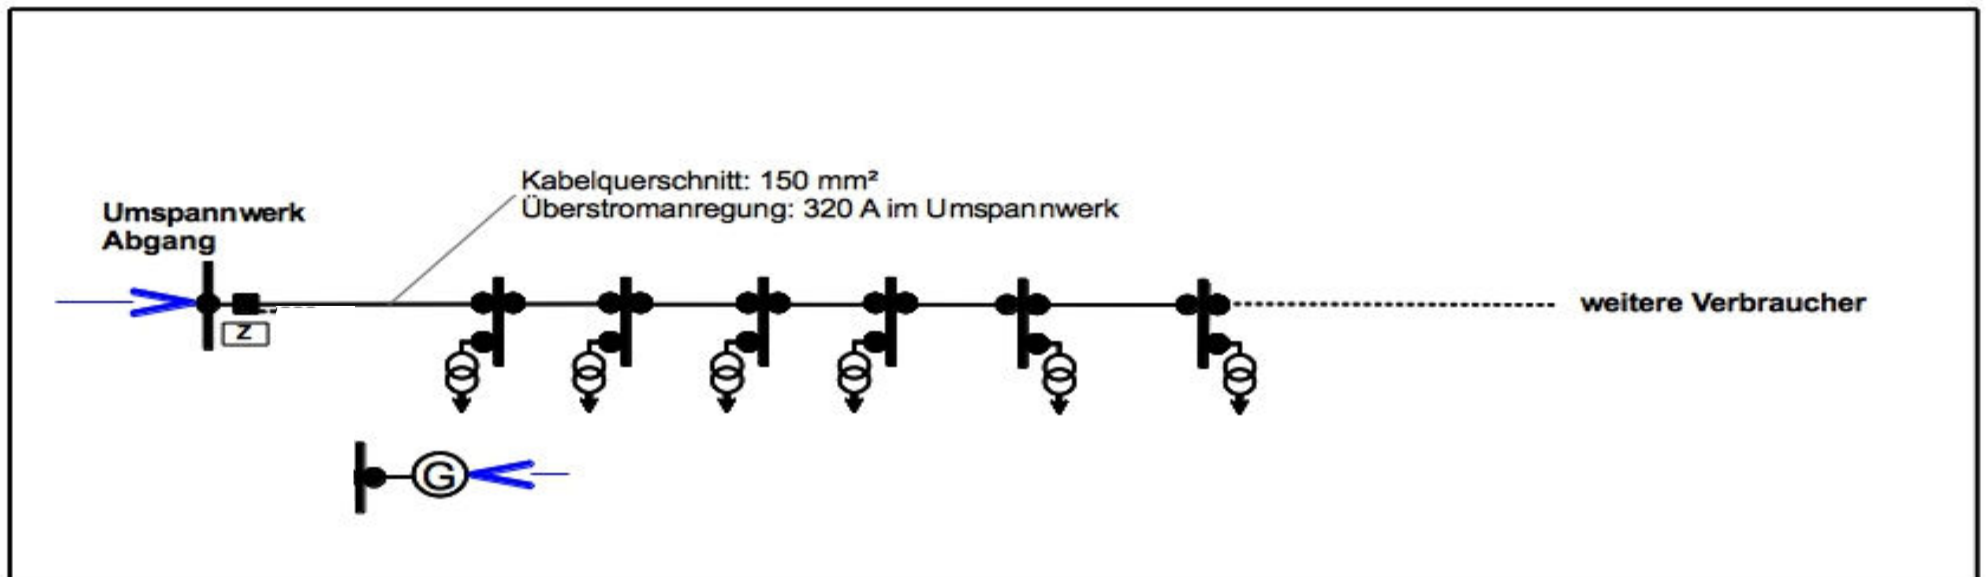 Kabelquerschnitt: 150 mm²
Überstromanregung: 320 A im Umspannwerk
Umspannwerk
Abgang
Z
weitere Verbraucher
G